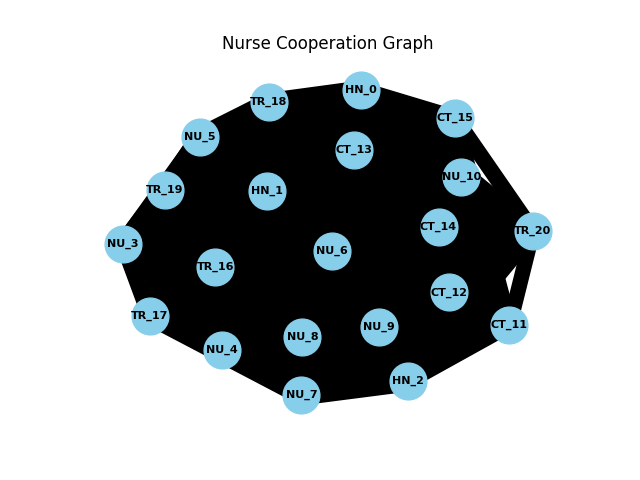 Nurse Cooperation Graph
HN_0
TR_18
CT_15
NU_5
CT_13
NU_10
TR_19
HN_1
CT_14
TR_20
NU_3
NU_6
TR_16
CT_12
TR_17
CT_11
NU_9
NU_8
NU_4
HN_2
NU_7